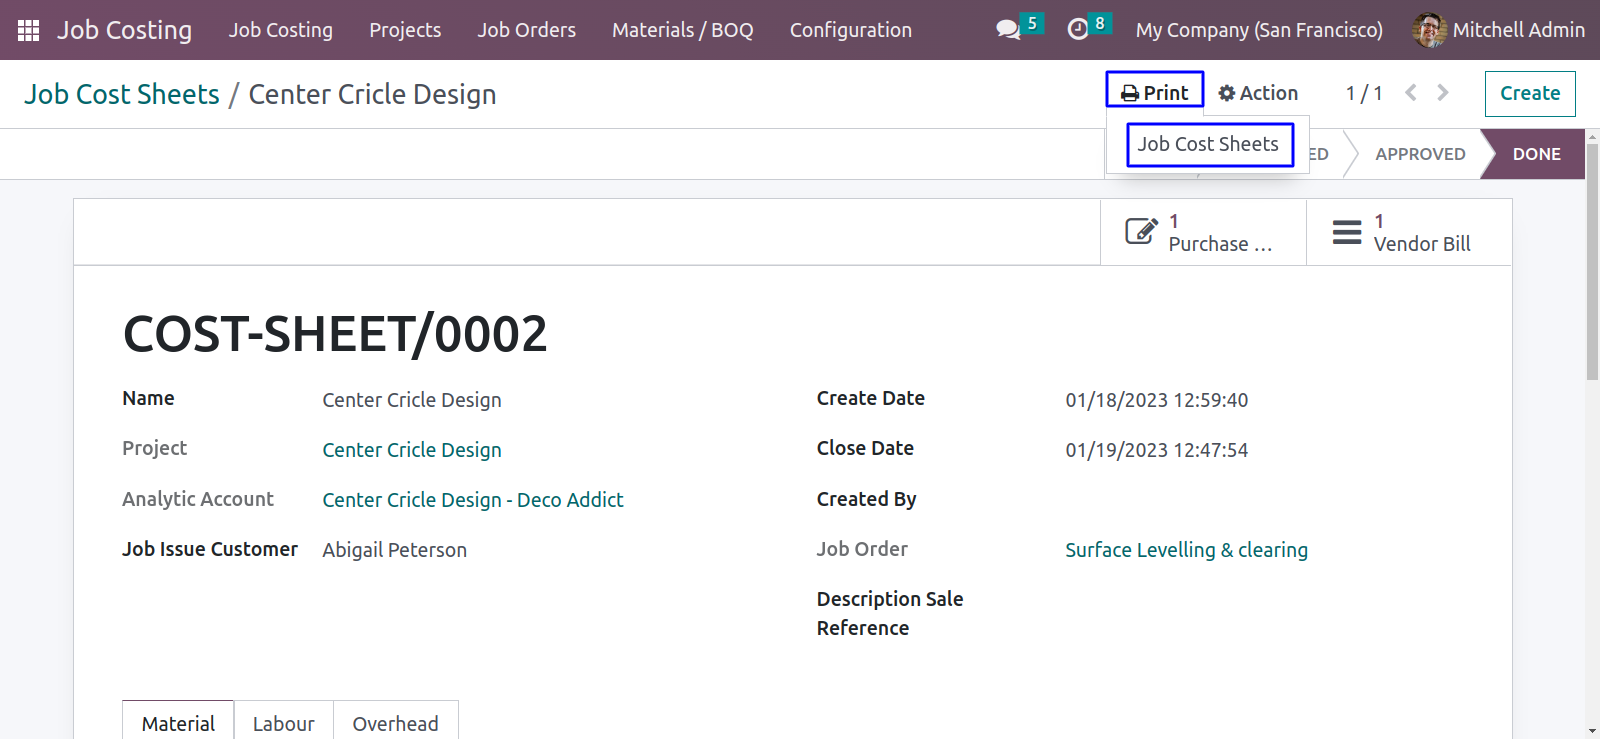 Job Costing Job Costing Projects Job Orders Materials / BOQ Configuration 5 8 My Company (San Francisco) Mitchell Admin
Job Cost Sheets / Center Cricle Design Print Action 1 / 1 Create
Job Cost Sheets ED APPROVED DONE
1 Purchase ...
1 Vendor Bill
COST-SHEET/0002
Name Center Cricle Design Create Date 01/18/2023 12:59:40
Project Center Cricle Design Close Date 01/19/2023 12:47:54
Analytic Account Center Cricle Design - Deco Addict Created By
Job Issue Customer Abigail Peterson Job Order Surface Levelling & clearing
Description Sale
Reference
Material Labour Overhead